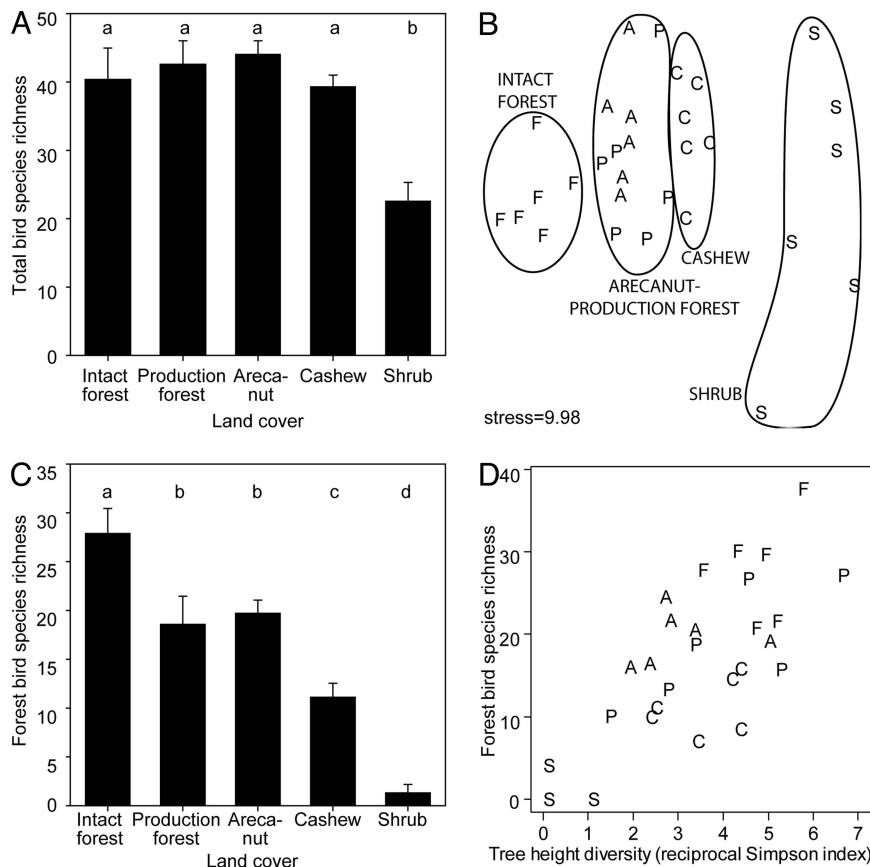 A
Total bird species richness
50
40
30
20
10
0
a a a a b
Intact Production Areca- Cashew Shrub
forest forest nut
Land cover
B
INTACT
FOREST
F
F
F
F F
F
A P
A
A
A
P
P
A
A P
P P
C
C
C
C C
C
CASHEW
ARECANUT-
PRODUCTION FOREST
S
S
S
S
S
S
SHRUB
stress=9.98
C
Forest bird species richness
35
30
25
20
15
10
5
0
a b b c d
Intact Production Areca- Cashew Shrub
forest forest nut
Land cover
D
Forest bird species richness
40
30
20
10
0
F
F F
F P P
A
A F F
A A
P
A A P
C
C
P
C
P C
C
C
S
S S
0 1 2 3 4 5 6 7
Tree height diversity (reciprocal Simpson index)